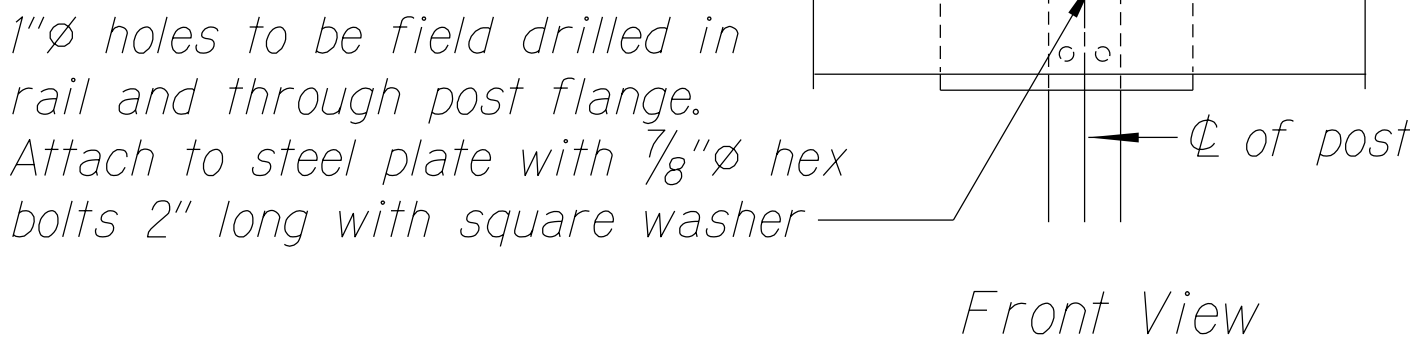 1"Ø holes to be field drilled in
rail and through post flange.
Attach to steel plate with 7/8"Ø hex
bolts 2" long with square washer
℄ of post
Front View